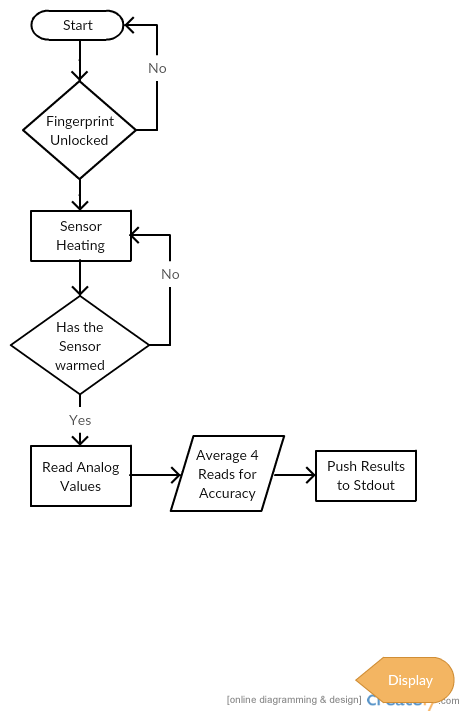 Start
No
Fingerprint
Unlocked
Sensor
Heating
No
Has the
Sensor
warmed
Yes
Read Analog
Values
Average 4
Reads for
Accuracy
Push Results
to Stdout
Display
[online diagramming & design] .com